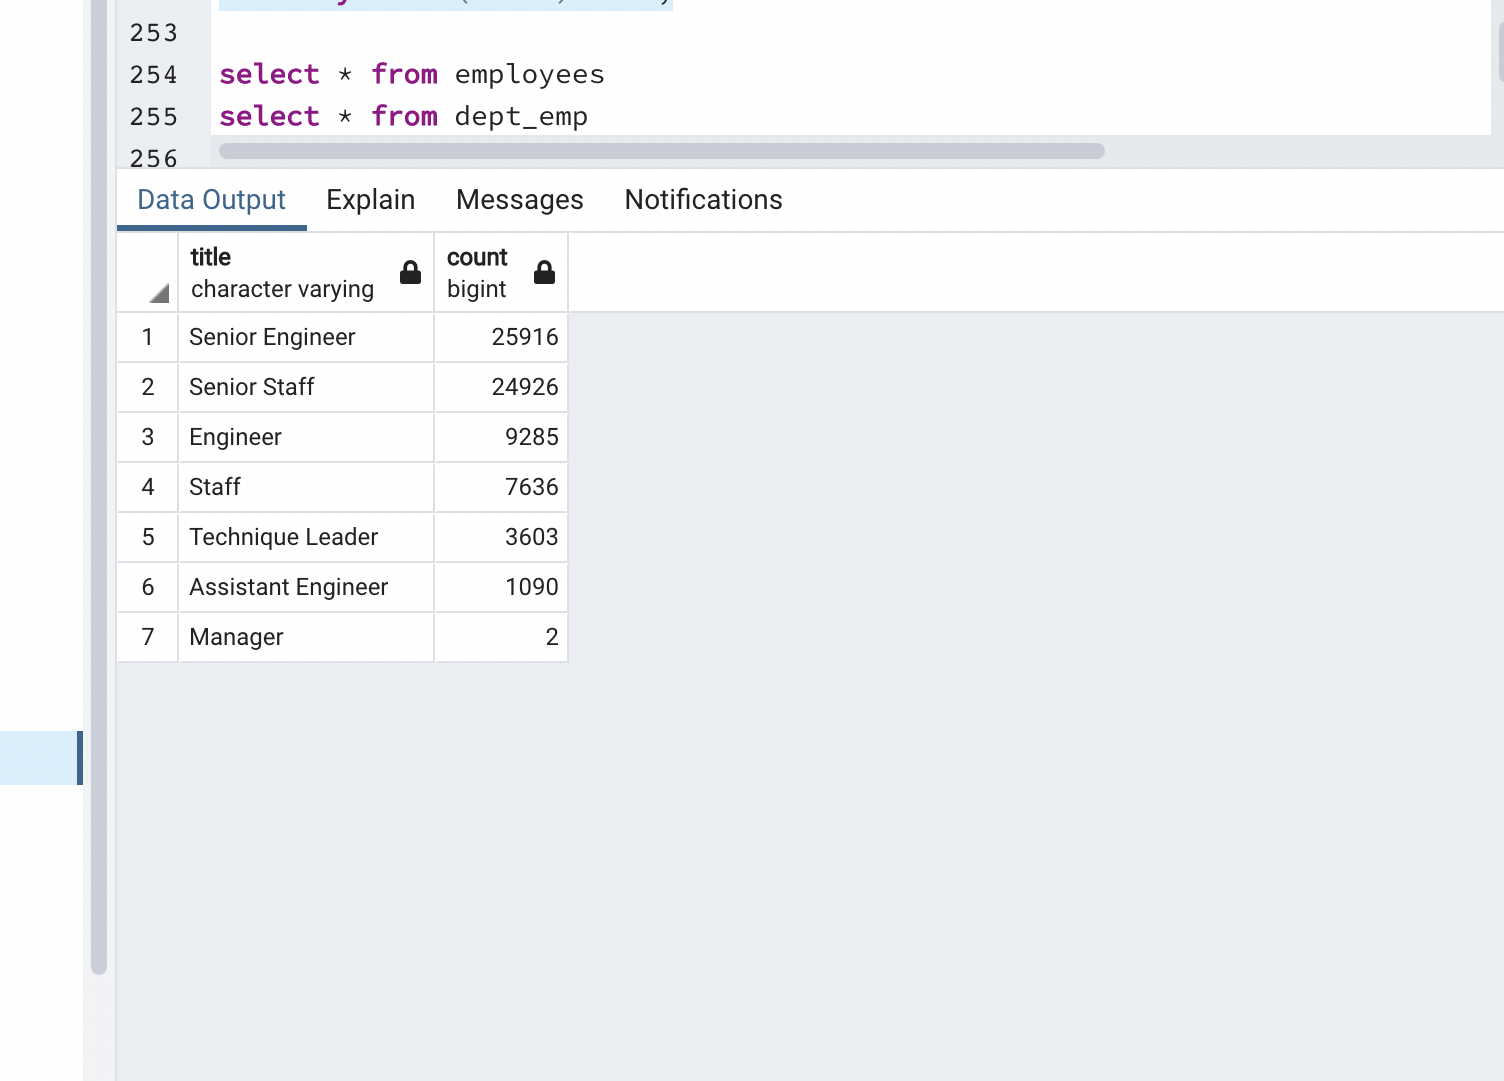 253
254 select * from employees
255 select * from dept_emp
256
Data Output Explain Messages Notifications
title count
character varying bigint
1 Senior Engineer 25916
2 Senior Staff 24926
3 Engineer 9285
4 Staff 7636
5 Technique Leader 3603
6 Assistant Engineer 1090
7 Manager 2